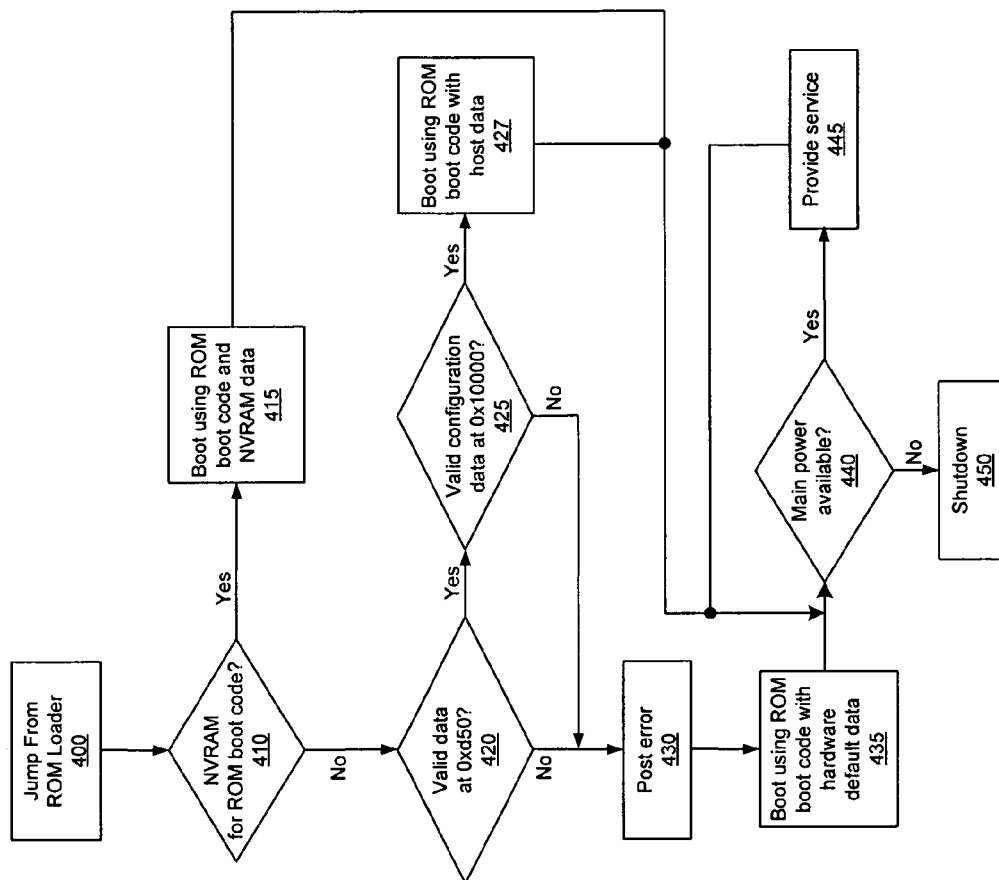 Jump From
ROM Loader
400
NVRAM
for ROM boot code?
410
Yes
No
Boot using ROM
boot code and
NVRAM data
415
Valid data
at 0xd50?
420
Yes
No
Valid configuration
data at 0x10000?
425
Yes
No
Boot using ROM
boot code with
host data
427
Post error
430
Boot using ROM
boot code with
hardware
default data
435
Main power
available?
440
Yes
No
Provide service
445
Shutdown
450